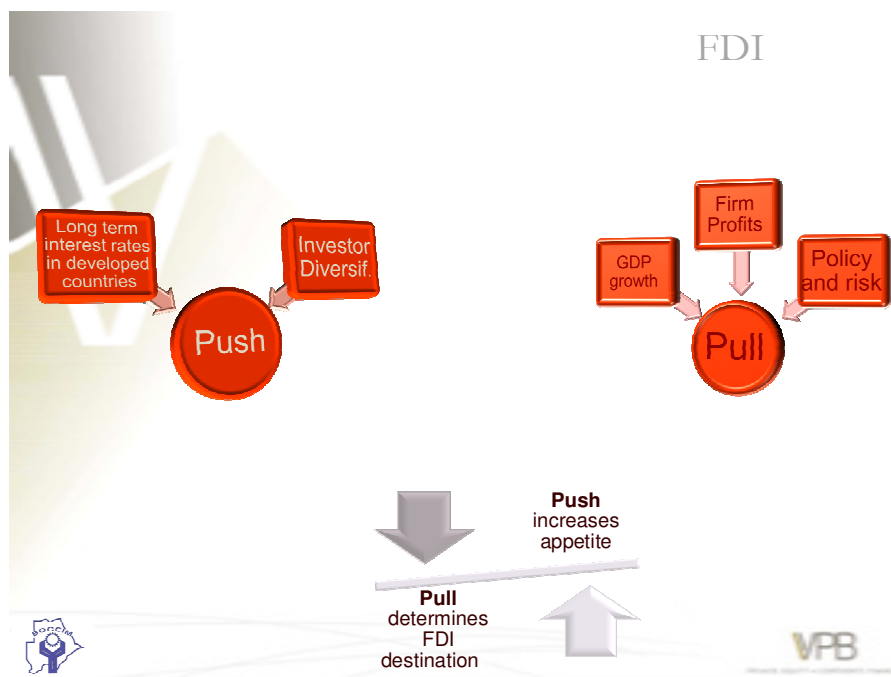 FDI
Long term
interest rates
in developed
countries
Investor
Diversif.
Push
Firm
Profits
GDP
growth
Policy
and risk
Pull
Push
increases
appetite
Pull
determines
FDI
destination
BOCCIM
VPB